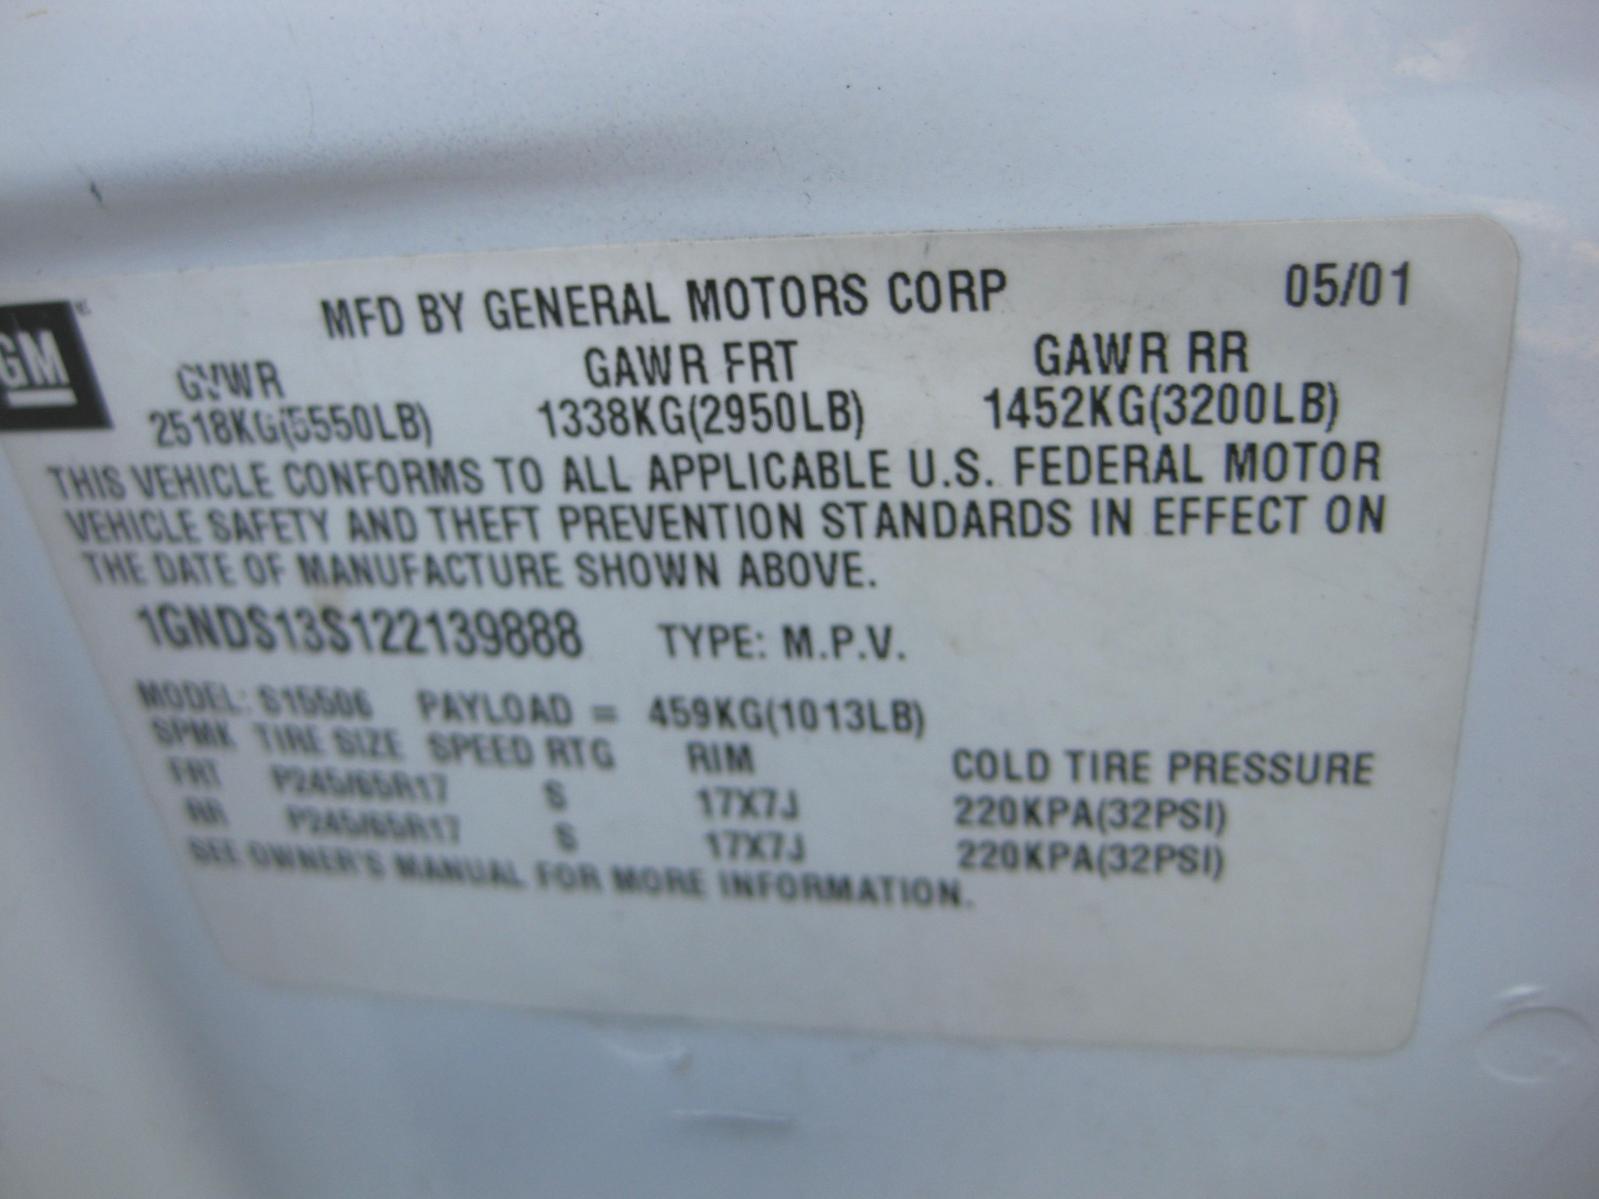 MFD BY GENERAL MOTORS CORP 05/01
GM
GVWR GAWR FRT GAWR RR
2518KG(5550LB) 1338KG(2950LB) 1452KG(3200LB)
THIS VEHICLE CONFORMS TO ALL APPLICABLE U.S. FEDERAL MOTOR
VEHICLE SAFETY AND THEFT PREVENTION STANDARDS IN EFFECT ON
THE DATE OF MANUFACTURE SHOWN ABOVE.
1GNDS13S122139888 TYPE: M.P.V.
MODEL: S15506 PAYLOAD = 459KG(1013LB)
SPMK TIRE SIZE SPEED RTG RIM COLD TIRE PRESSURE
FRT P245/65R17 S 17X7J 220KPA(32PSI)
RR P245/65R17 S 17X7J 220KPA(32PSI)
SEE OWNER'S MANUAL FOR MORE INFORMATION.